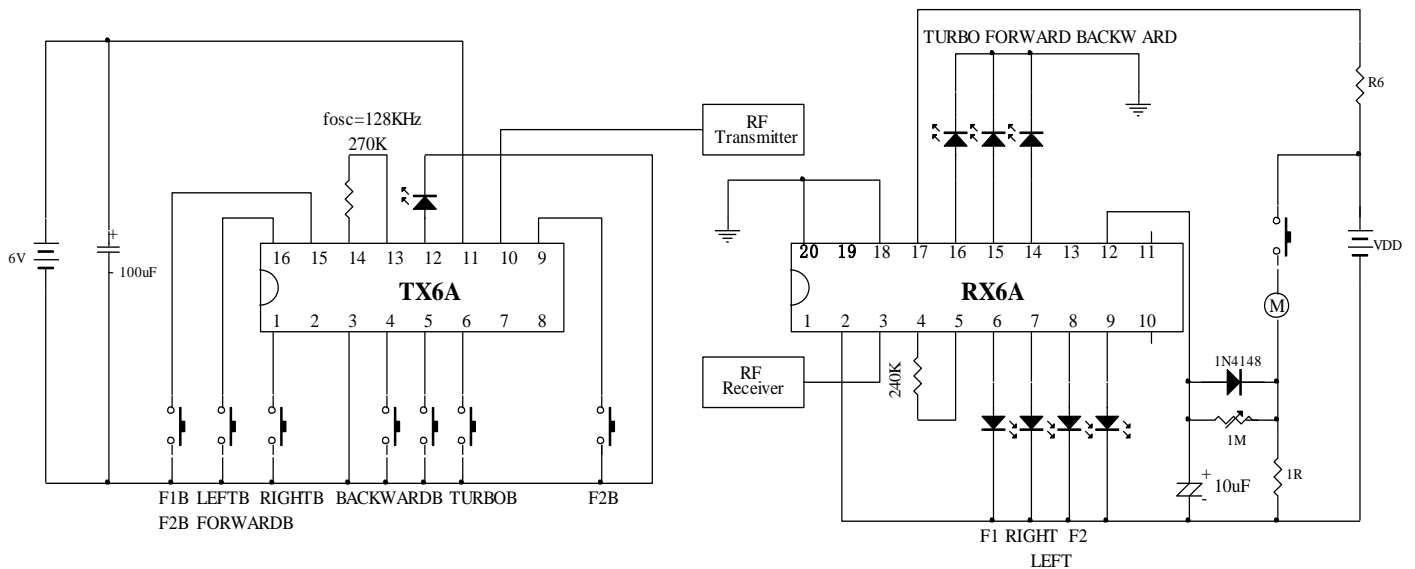 TURBO FORWARD BACKW ARD
R6
fosc=128KHz
270K
RF
Transmitter
+
6V
- 100uF
16 15 14 13 12 11 10 9
TX6A
1 2 3 4 5 6 7 8
20 19 18 17 16 15 14 13 12 11
RX6A
1 2 3 4 5 6 7 8 9 10
VDD
M
RF
Receiver
240K
1N4148
1M
+
10uF
-
1R
F1B LEFTB RIGHTB BACKWARDB TURBOB F2B
F2B FORWARDB
F1 RIGHT F2
LEFT